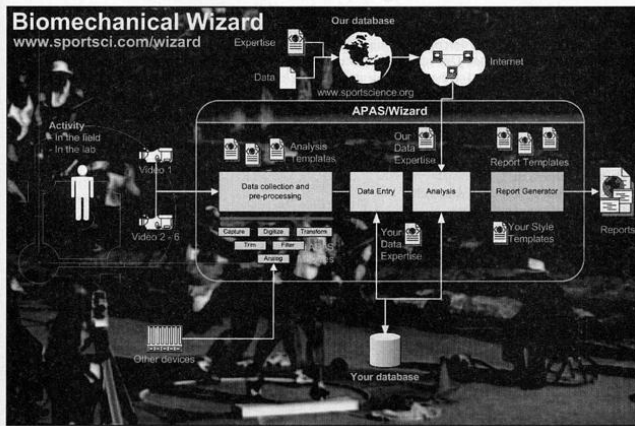 Biomechanical Wizard
www.sportsci.com/wizard
Our database
Expertise
Data
Internet
www.sportscience.org
APAS/Wizard
Activity
- In the field
- In the lab
Video 1
Video 2 - 6
Analysis
Templates
Our
Data
Expertise
Report Templates
Data collection and
pre-processing
Data Entry
Analysis
Report Generator
Reports
Capture
Digitize
Transform
Trim
Filter
Analog
APAS
Your
Data
Expertise
Your Style
Templates
Other devices
Your database